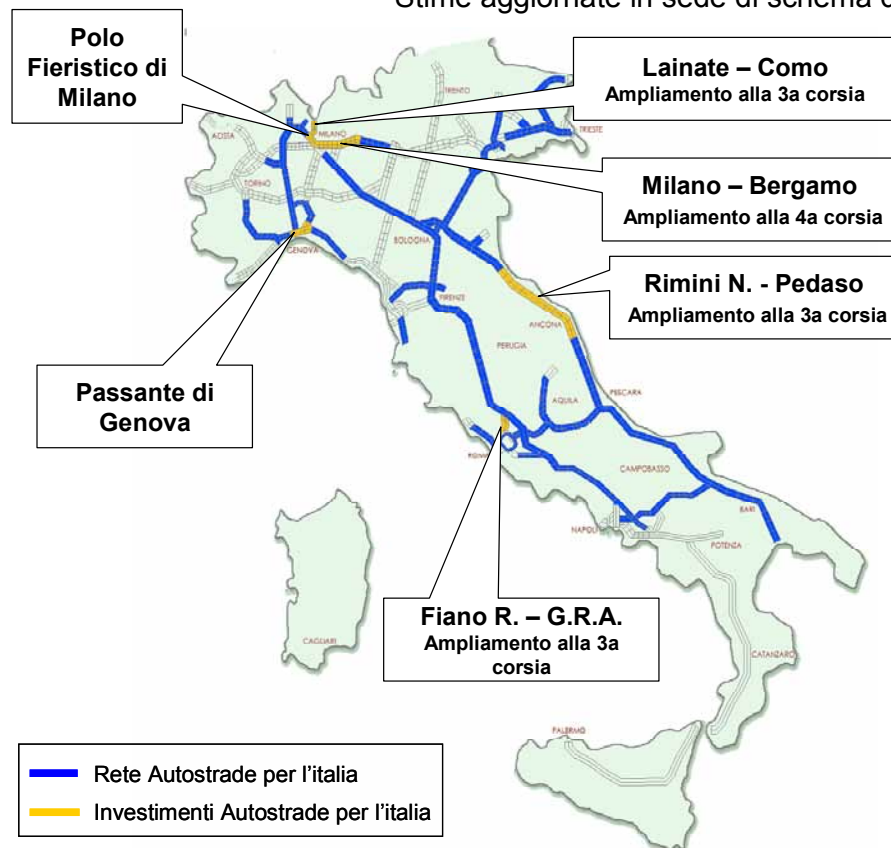 Stime aggiornate in sede di schema
Polo
Fieristico di
Milano
Lainate – Como
Ampliamento alla 3a corsia
Milano – Bergamo
Ampliamento alla 4a corsia
Rimini N. - Pedaso
Ampliamento alla 3a corsia
Passante di
Genova
Fiano R. – G.R.A.
Ampliamento alla 3a
corsia
TRENTO
AOSTA
MILANO
TRIESTE
TORINO
GENOVA
BOLOGNA
FIRENZE
ANCONA
PERUGIA
PESCARA
AQUILA
CAMPOBASSO
BARI
NAPOLI
POTENZA
CAGLIARI
CATANZARO
PALERMO
Rete Autostrade per l'italia
Investimenti Autostrade per l'italia